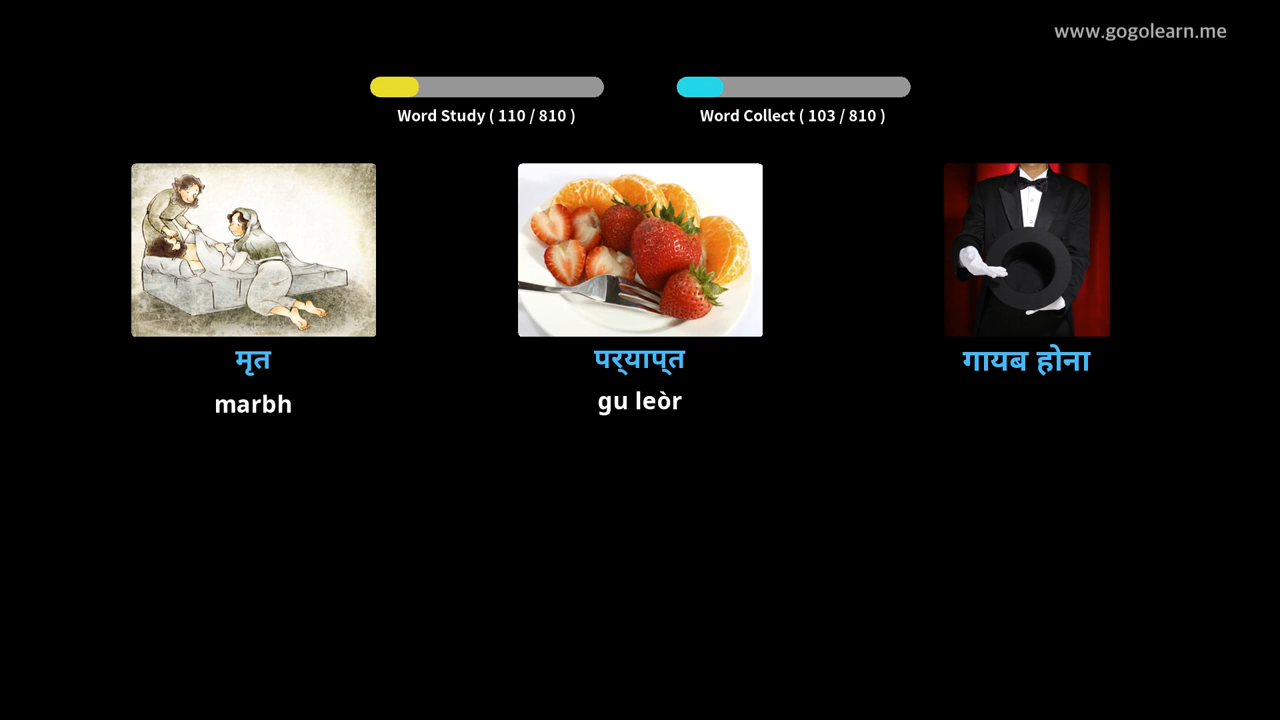 www.gogolearn.me
Word Study ( 110 / 810 )
Word Collect ( 103 / 810 )
मृत
marbh
पर्याप्त
gu leòr
गायब होना